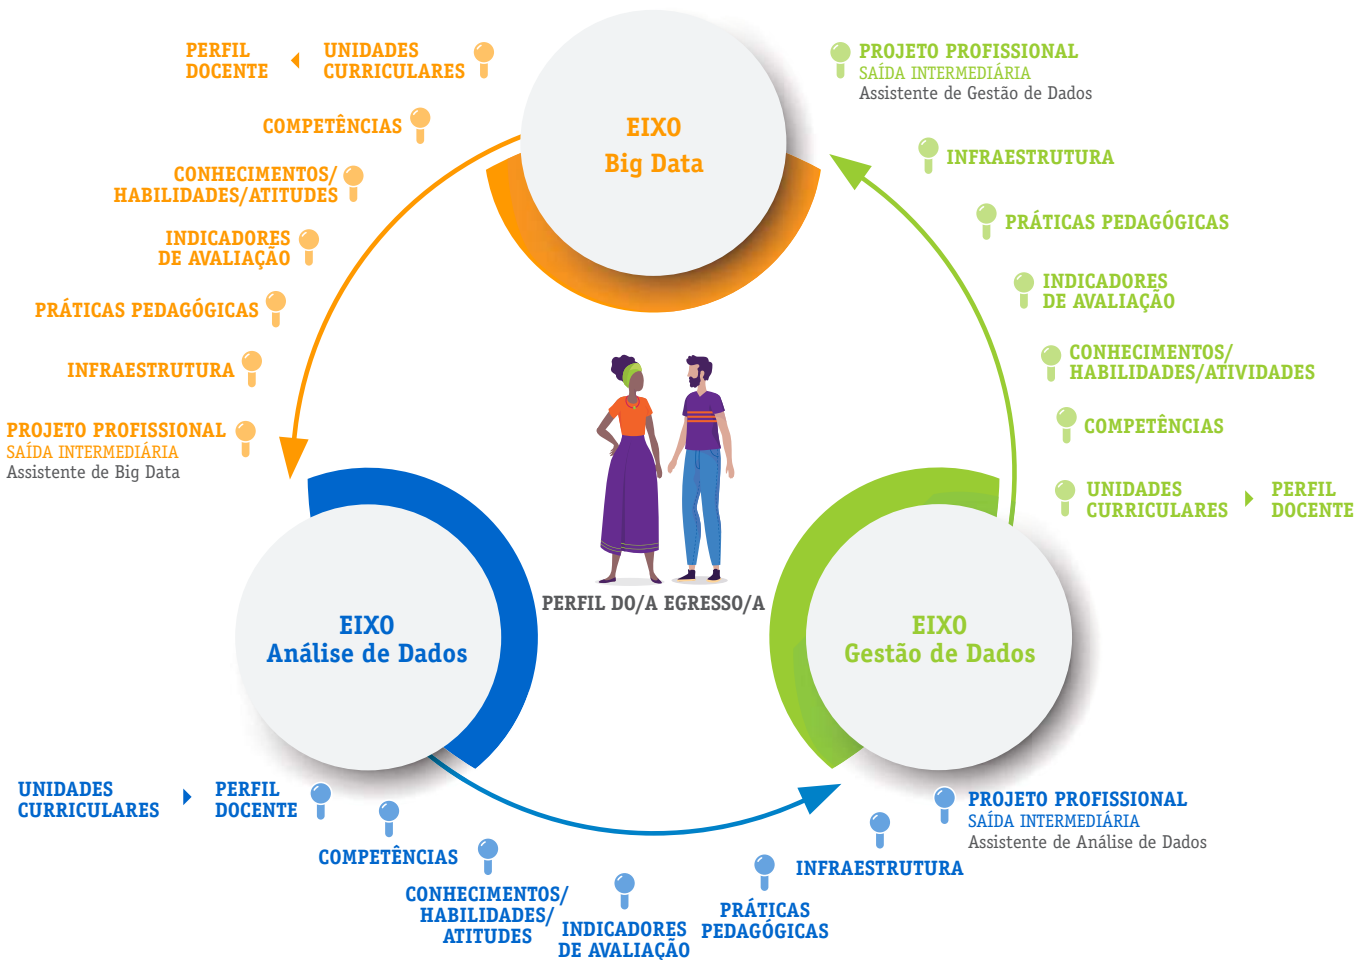 EIXO
Big Data
UNIDADES
CURRICULARES
PERFIL
DOCENTE
COMPETÊNCIAS
CONHECIMENTOS/
HABILIDADES/ATITUDES
INDICADORES
DE AVALIAÇÃO
PRÁTICAS PEDAGÓGICAS
INFRAESTRUTURA
PROJETO PROFISSIONAL
SAÍDA INTERMEDIÁRIA
Assistente de Big Data
EIXO
Análise de Dados
UNIDADES
CURRICULARES
PERFIL
DOCENTE
COMPETÊNCIAS
CONHECIMENTOS/
HABILIDADES/
ATITUDES
INDICADORES
DE AVALIAÇÃO
PRÁTICAS
PEDAGÓGICAS
INFRAESTRUTURA
PROJETO PROFISSIONAL
SAÍDA INTERMEDIÁRIA
Assistente de Análise de Dados
EIXO
Gestão de Dados
UNIDADES
CURRICULARES
PERFIL
DOCENTE
COMPETÊNCIAS
CONHECIMENTOS/
HABILIDADES/ATIVIDADES
INDICADORES
DE AVALIAÇÃO
PRÁTICAS PEDAGÓGICAS
INFRAESTRUTURA
PROJETO PROFISSIONAL
SAÍDA INTERMEDIÁRIA
Assistente de Gestão de Dados
PERFIL DO/A EGRESSO/A